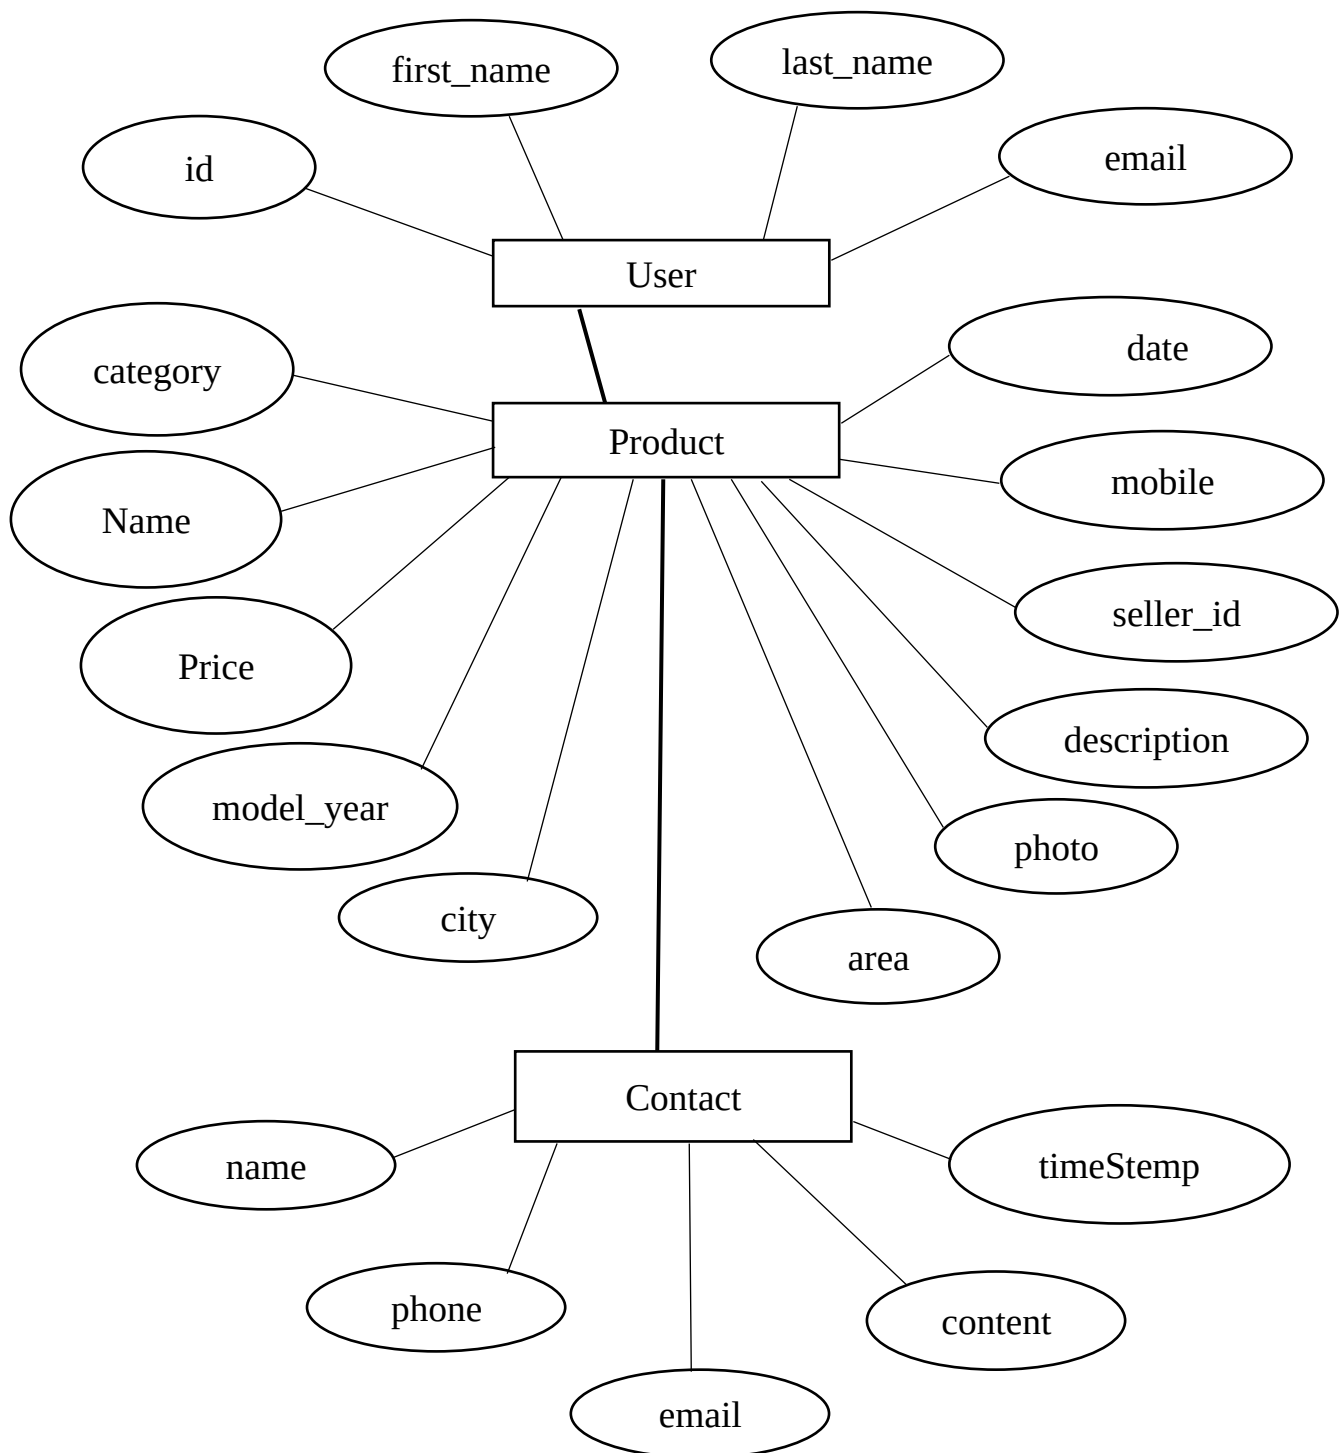 first_name
last_name
id
email
User
category
date
Product
Name
mobile
seller_id
Price
description
model_year
photo
city
area
Contact
name
timeStemp
phone
content
email